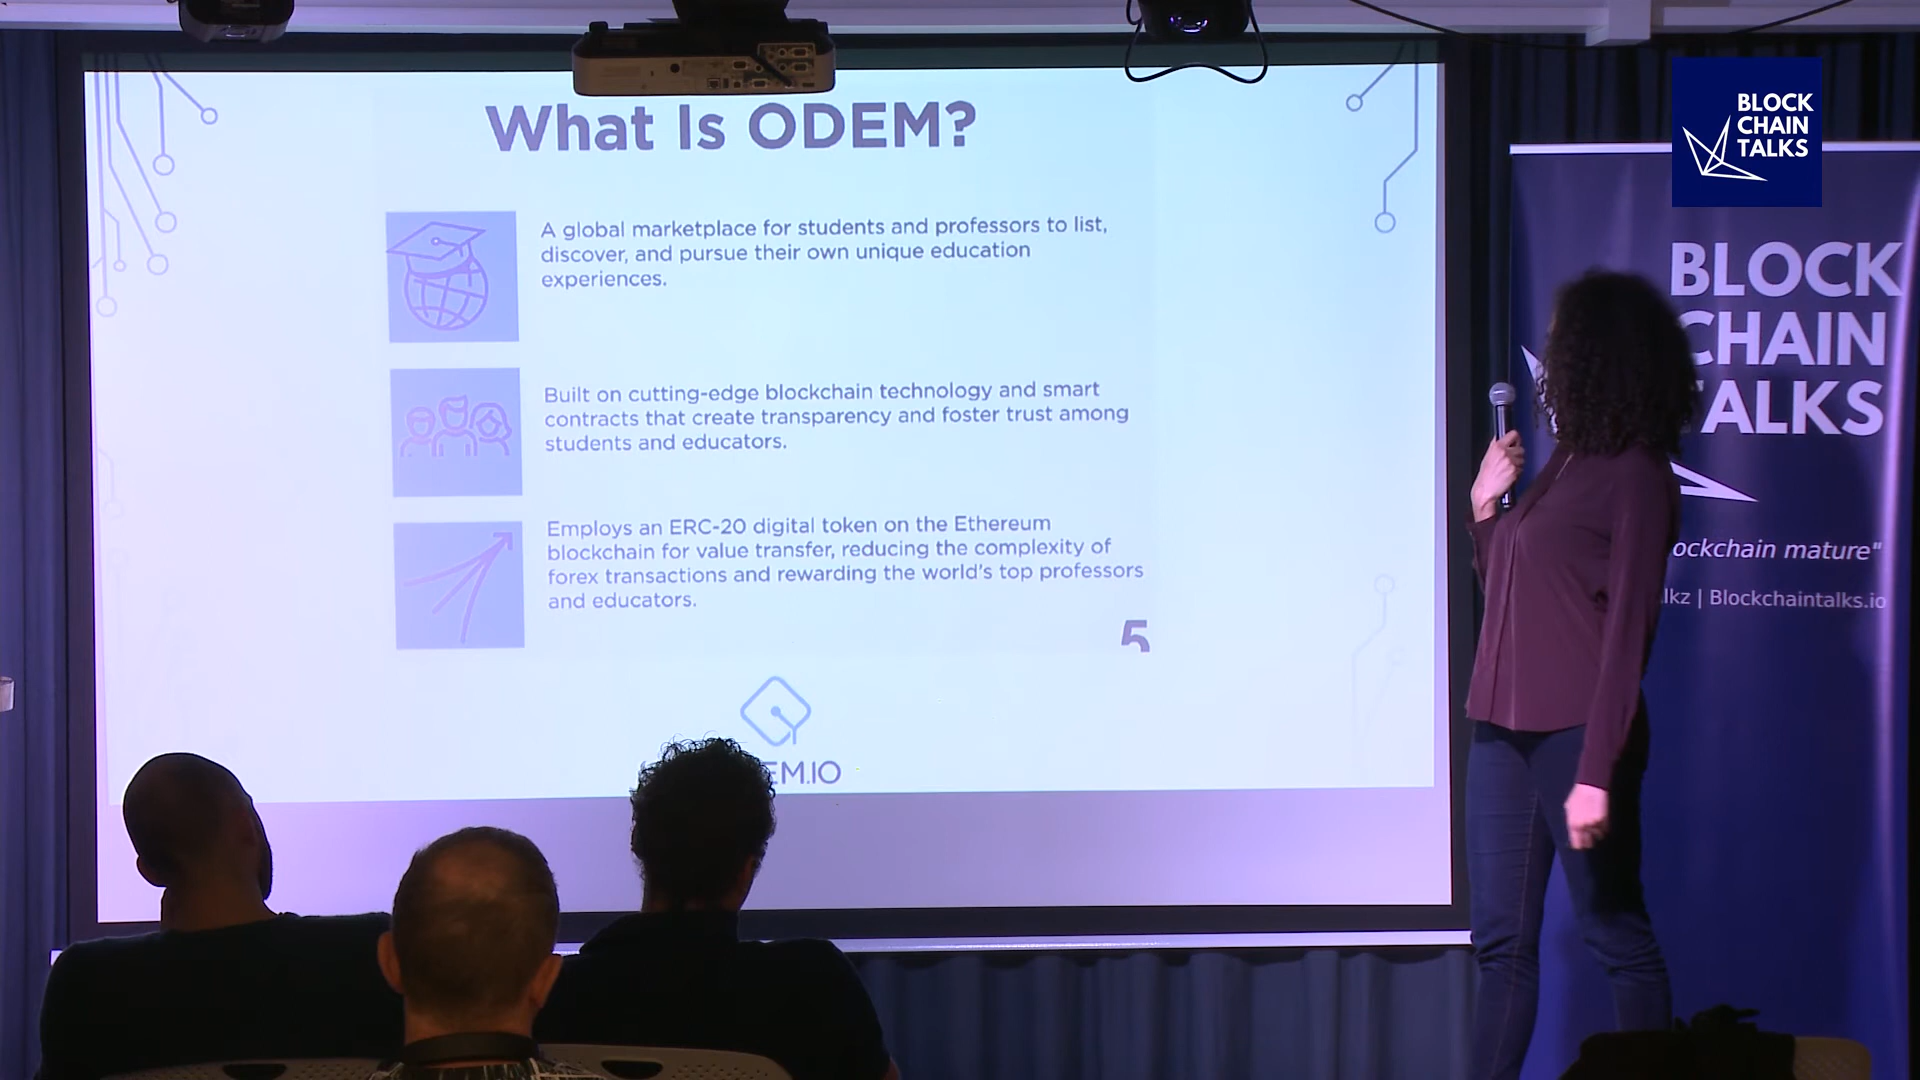 What Is ODEM?
A global marketplace for students and professors to list,
discover, and pursue their own unique education
experiences.
Built on cutting-edge blockchain technology and smart
contracts that create transparency and foster trust among
students and educators.
Employs an ERC-20 digital token on the Ethereum
blockchain for value transfer, reducing the complexity of
forex transactions and rewarding the world's top professors
and educators.
5
EM.IO
BLOCK
CHAIN
TALKS
BLOCK
CHAIN
TALKS
ockchain mature"
lkz | Blockchaintalks.io